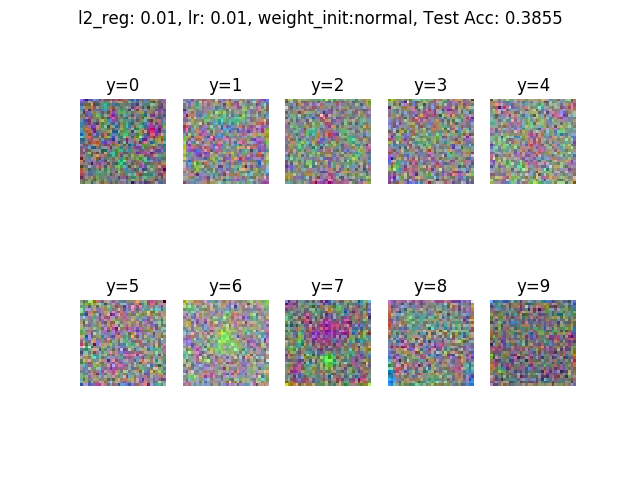 l2_reg: 0.01, lr: 0.01, weight_init:normal, Test Acc: 0.3855
y=0 y=1 y=2 y=3 y=4
y=5 y=6 y=7 y=8 y=9